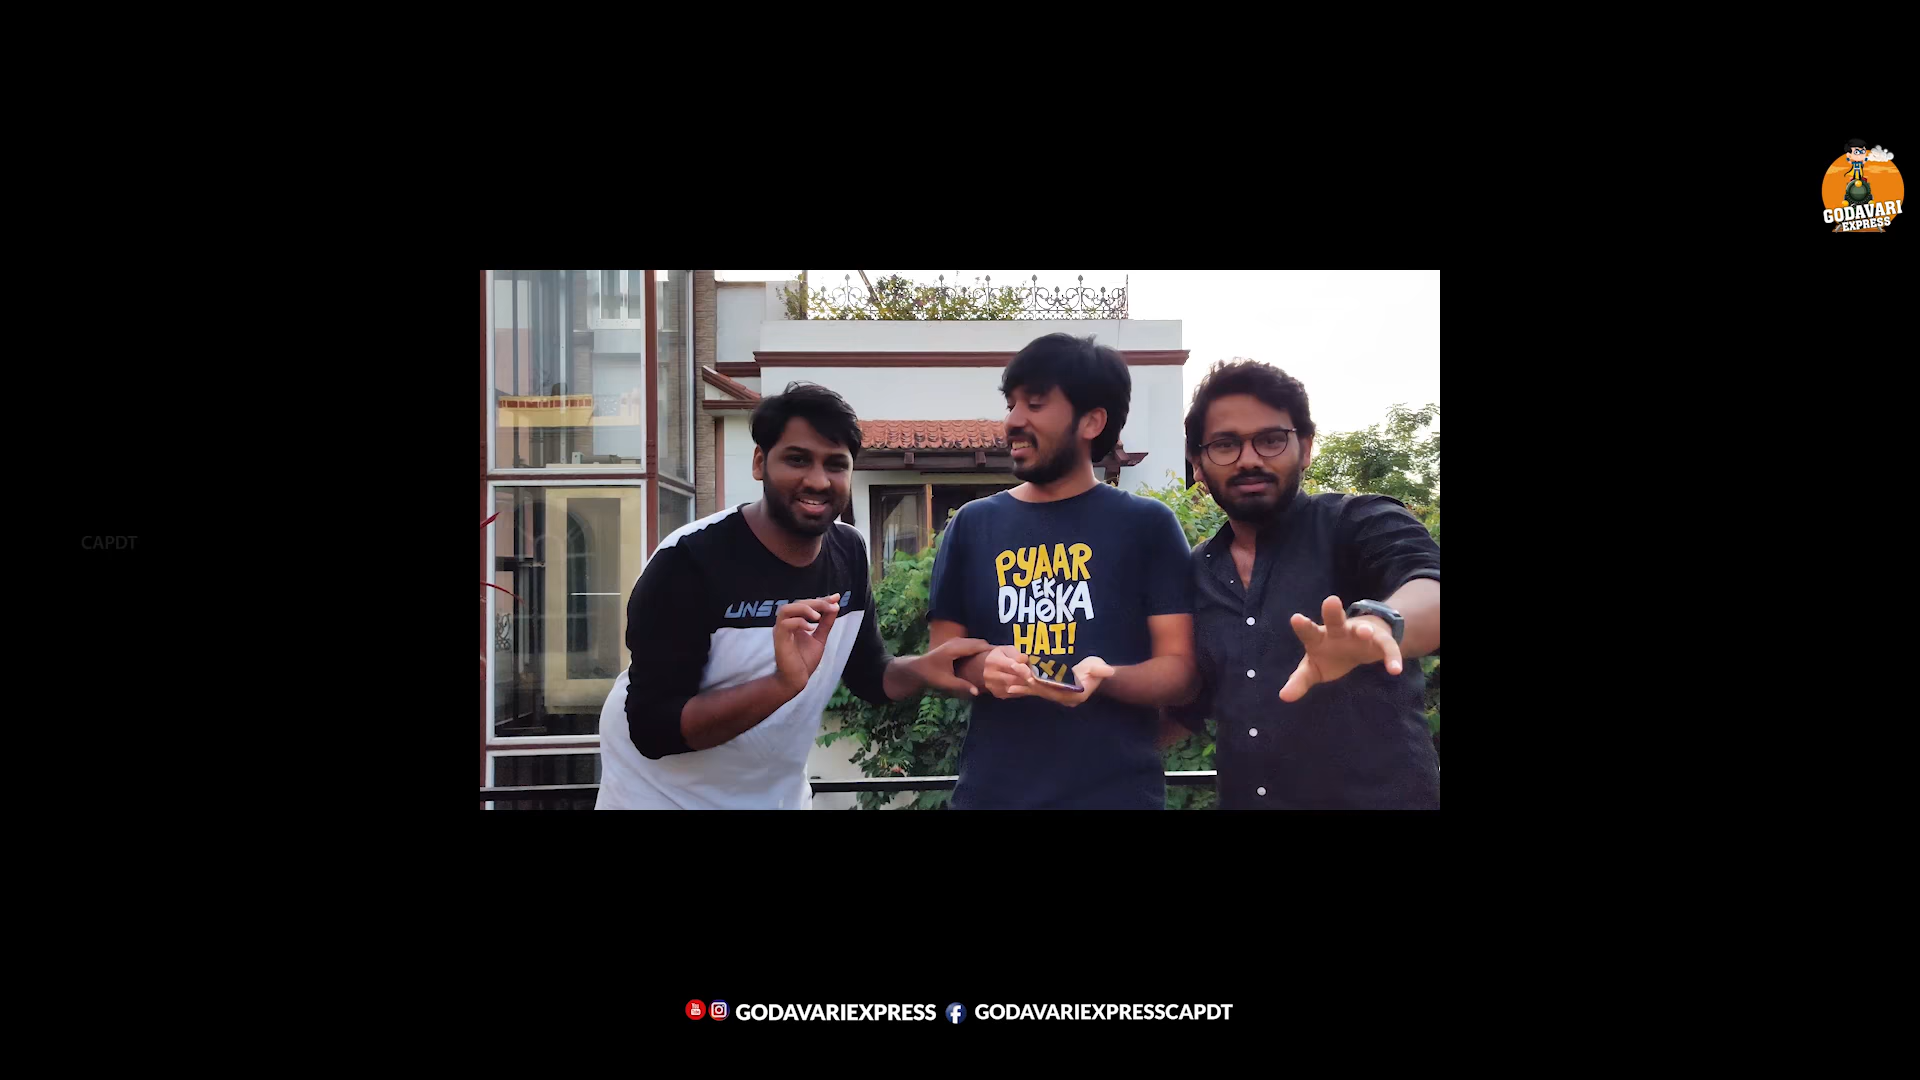 GODAVARI
EXPRESS
CAPDT
PYAAR
EK
DHOKA
HAI!
GODAVARIEXPRESS GODAVARIEXPRESSCAPDT